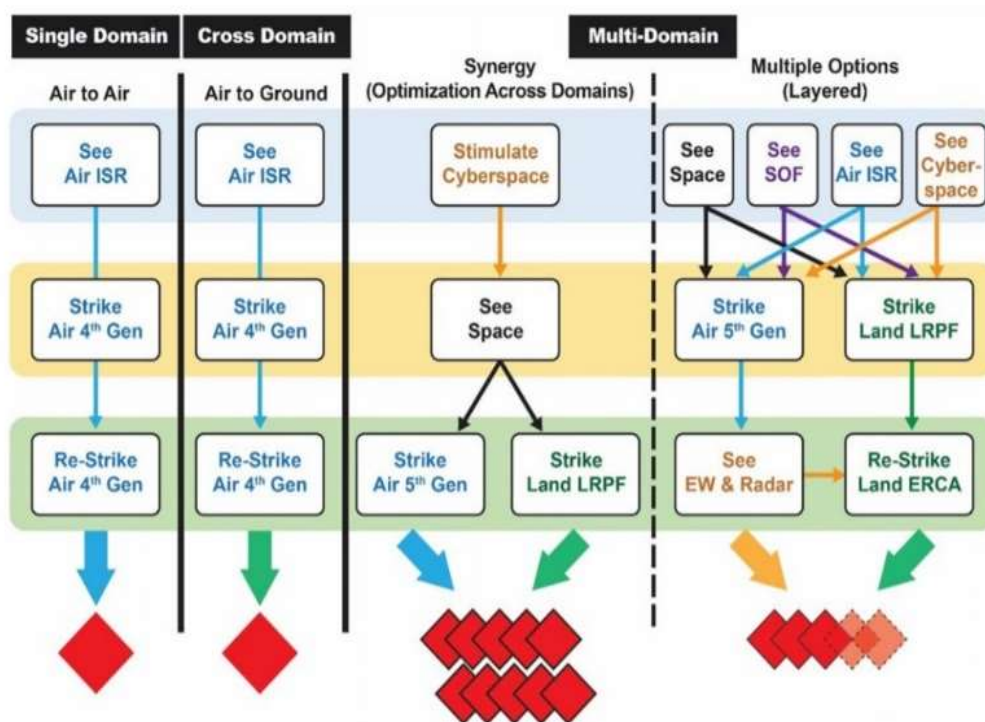 Single Domain
Cross Domain
Multi-Domain
Air to Air
Air to Ground
Synergy
(Optimization Across Domains)
Multiple Options
(Layered)
See
Air ISR
See
Air ISR
Stimulate
Cyberspace
See
Space
See
SOF
See
Air ISR
See
Cyber-
space
Strike
Air 4th Gen
Strike
Air 4th Gen
See
Space
Strike
Air 5th Gen
Strike
Land LRPF
Re-Strike
Air 4th Gen
Re-Strike
Air 4th Gen
Strike
Air 5th Gen
Strike
Land LRPF
See
EW & Radar
Re-Strike
Land ERCA